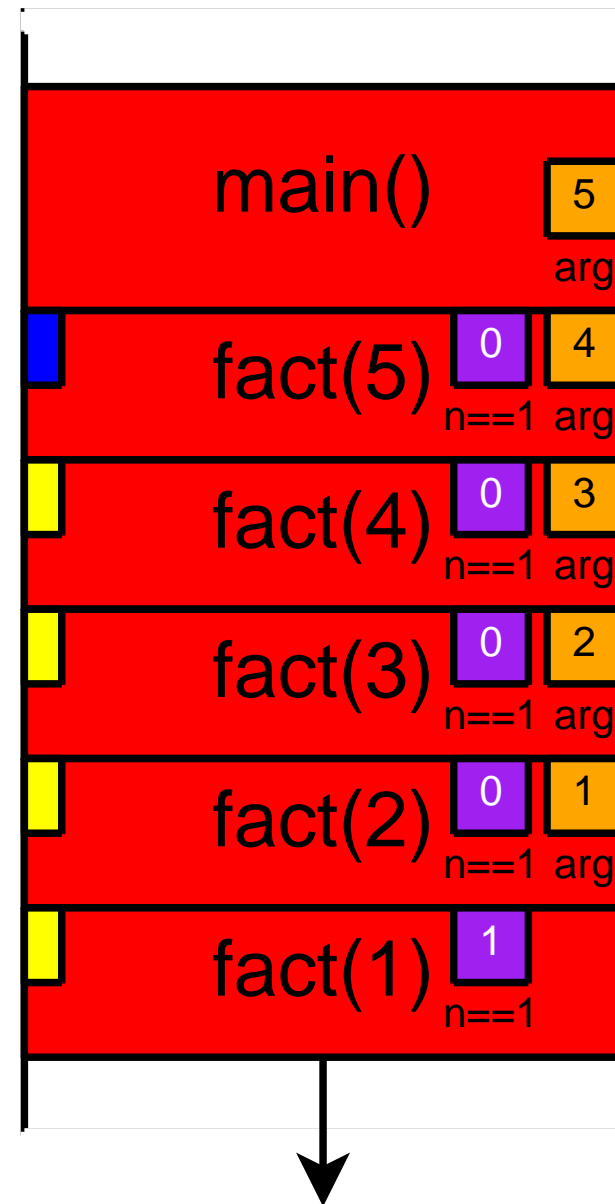 main() 5
arg
fact(5) 0 4
n==1 arg
fact(4) 0 3
n==1 arg
fact(3) 0 2
n==1 arg
fact(2) 0 1
n==1 arg
fact(1) 1
n==1